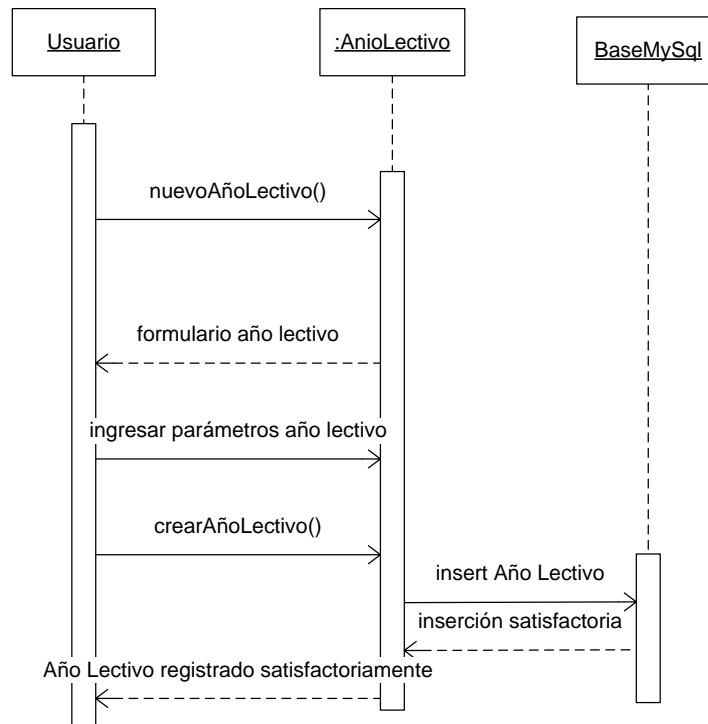 Usuario
:AnioLectivo
BaseMySql
nuevoAñoLectivo()
formulario año lectivo
ingresar parámetros año lectivo
crearAñoLectivo()
insert Año Lectivo
inserción satisfactoria
Año Lectivo registrado satisfactoriamente